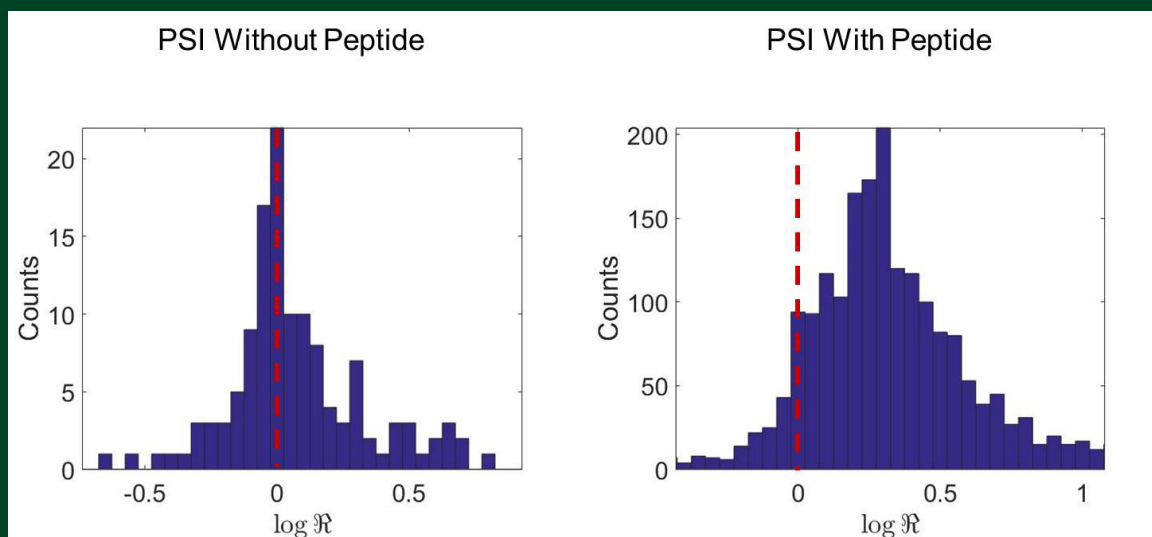 PSI Without Peptide
20
15
10
5
0
Counts
-0.5 0 0.5
log ℜ
PSI With Peptide
200
150
100
50
0
Counts
0 0.5 1
log ℜ